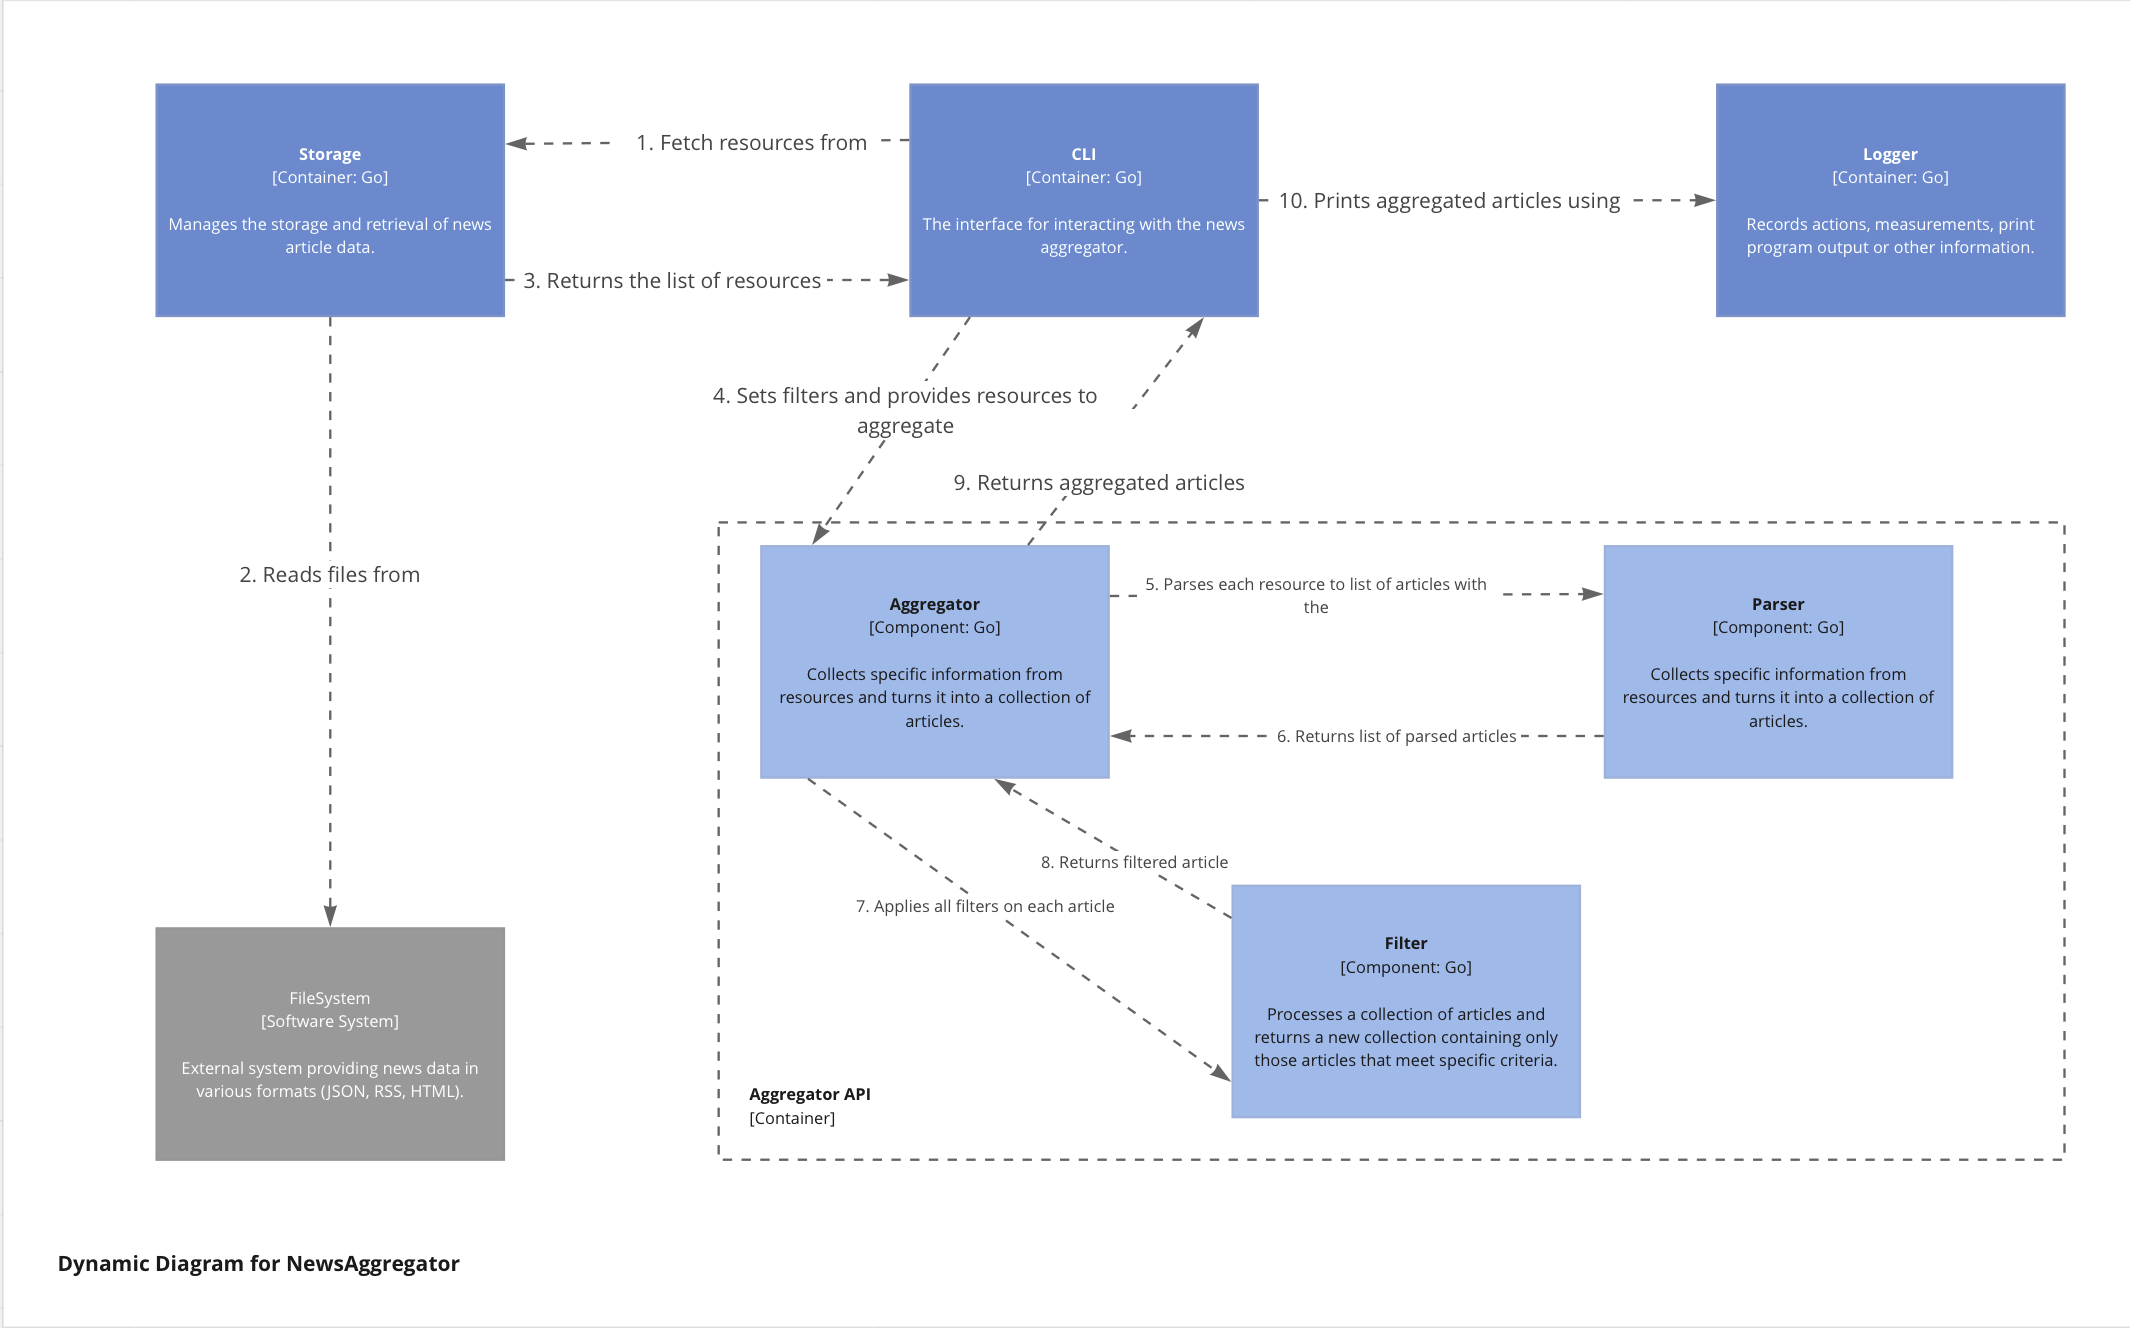 Storage
[Container: Go]
Manages the storage and retrieval of news
article data.
1. Fetch resources from
3. Returns the list of resources
CLI
[Container: Go]
The interface for interacting with the news
aggregator.
10. Prints aggregated articles using
Logger
[Container: Go]
Records actions, measurements, print
program output or other information.
4. Sets filters and provides resources to
aggregate
9. Returns aggregated articles
2. Reads files from
Aggregator
[Component: Go]
Collects specific information from
resources and turns it into a collection of
articles.
5. Parses each resource to list of articles with
the
6. Returns list of parsed articles
Parser
[Component: Go]
Collects specific information from
resources and turns it into a collection of
articles.
8. Returns filtered article
7. Applies all filters on each article
Filter
[Component: Go]
Processes a collection of articles and
returns a new collection containing only
those articles that meet specific criteria.
FileSystem
[Software System]
External system providing news data in
various formats (JSON, RSS, HTML).
Aggregator API
[Container]
Dynamic Diagram for NewsAggregator